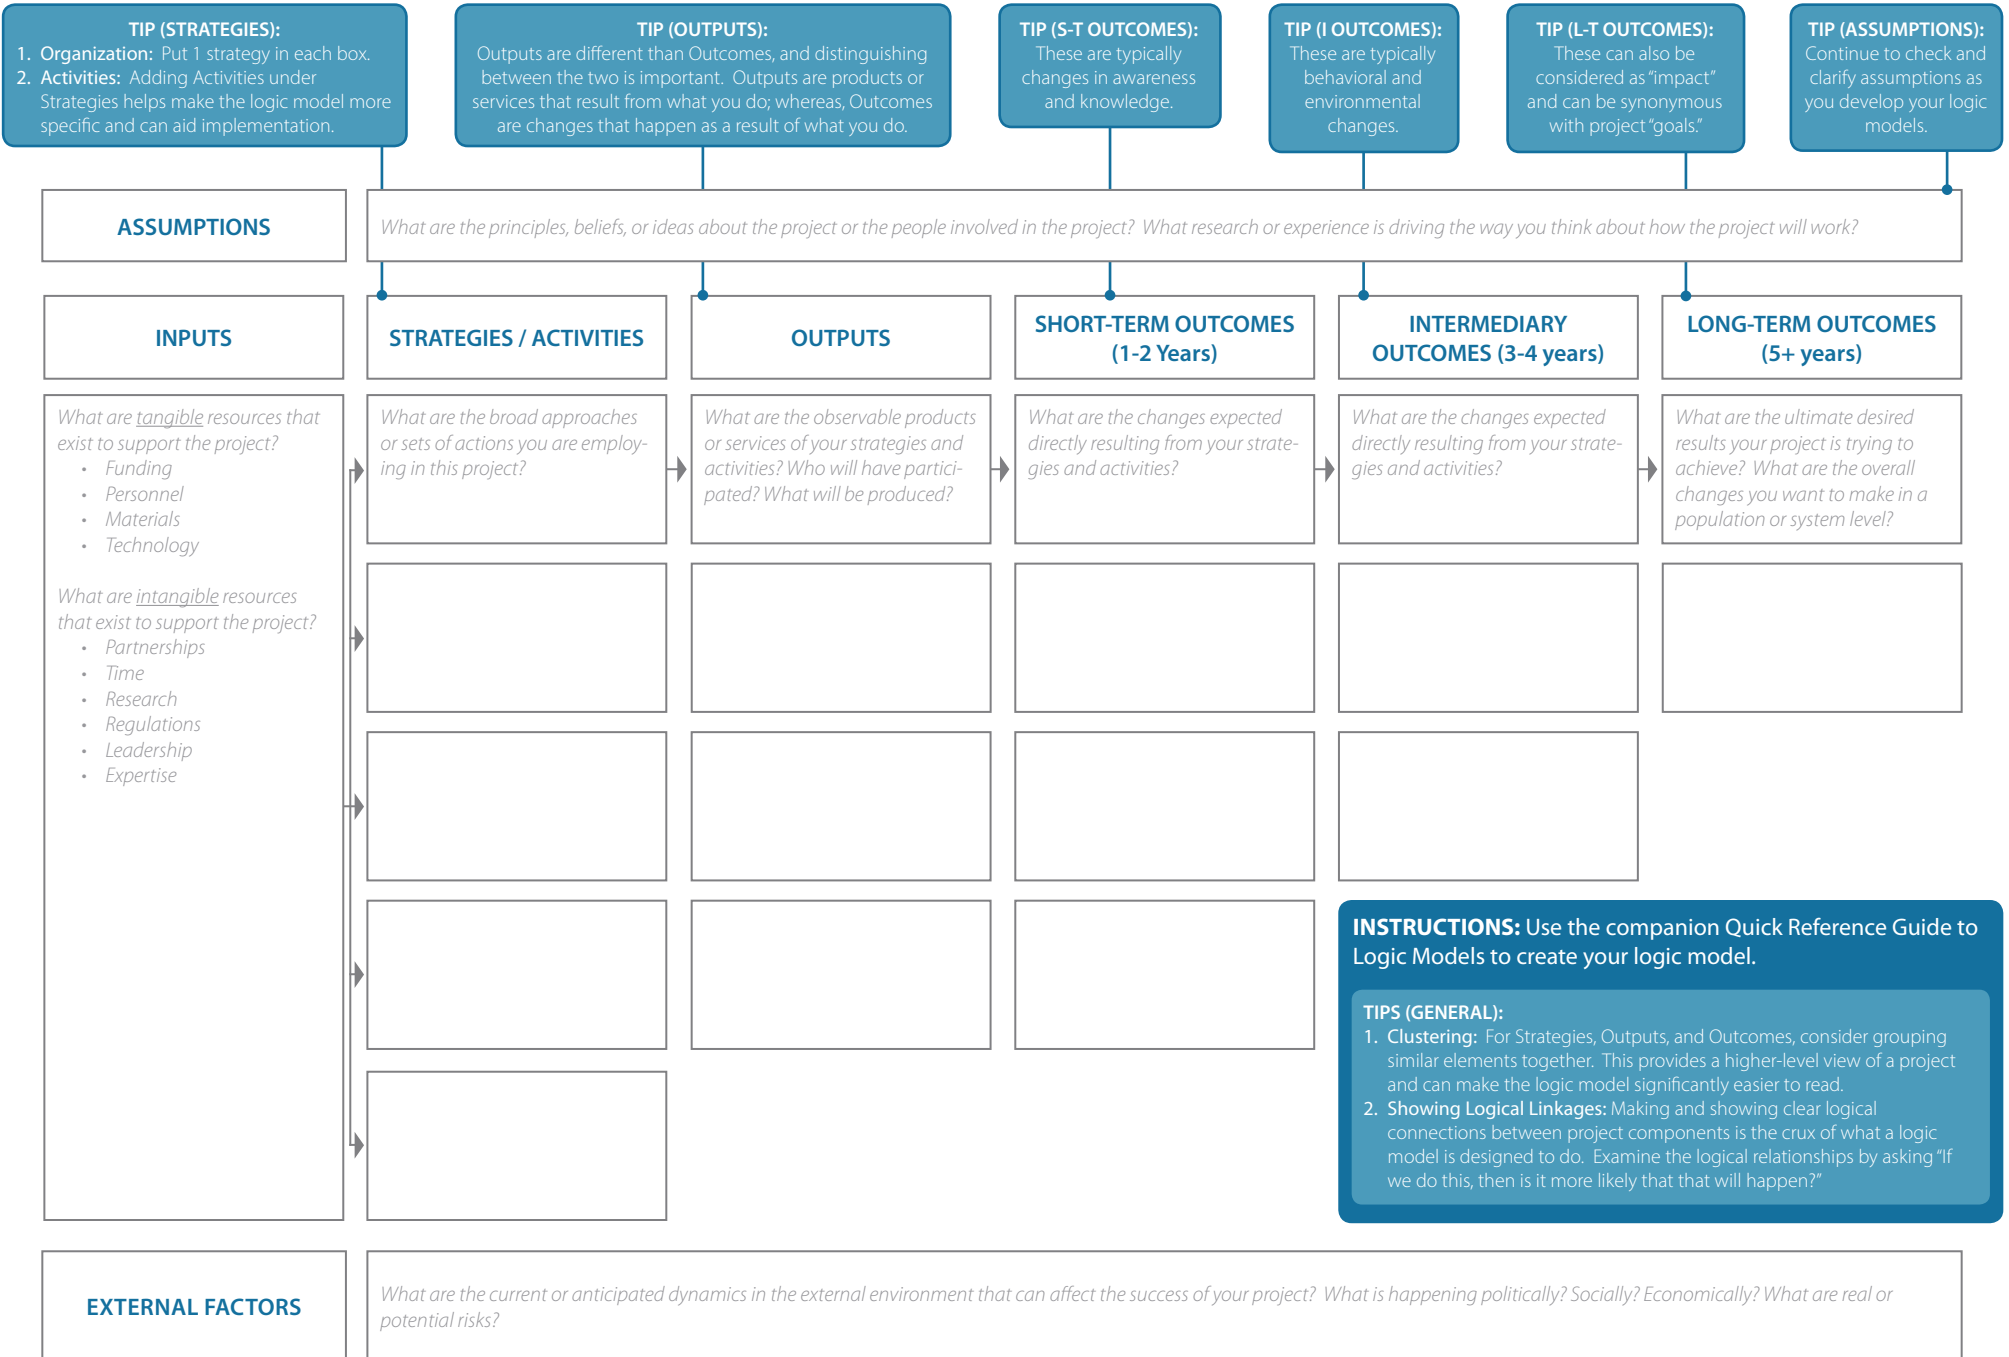 TIP (STRATEGIES):
1. Organization: Put 1 strategy in each box.
2. Activities: Adding Activities under
Strategies helps make the logic model more
specific and can aid implementation.
TIP (OUTPUTS):
Outputs are different than Outcomes, and distinguishing
between the two is important. Outputs are products or
services that result from what you do; whereas, Outcomes
are changes that happen as a result of what you do.
TIP (S-T OUTCOMES):
These are typically
changes in awareness
and knowledge.
TIP (I OUTCOMES):
These are typically
behavioral and
environmental
changes.
TIP (L-T OUTCOMES):
These can also be
considered as “impact”
and can be synonymous
with project “goals.”
TIP (ASSUMPTIONS):
Continue to check and
clarify assumptions as
you develop your logic
models.
ASSUMPTIONS
What are the principles, beliefs, or ideas about the project or the people involved in the project? What research or experience is driving the way you think about how the project will work?
INPUTS
STRATEGIES / ACTIVITIES
OUTPUTS
SHORT-TERM OUTCOMES
(1-2 Years)
INTERMEDIARY
OUTCOMES (3-4 years)
LONG-TERM OUTCOMES
(5+ years)
What are tangible resources that
exist to support the project?
• Funding
• Personnel
• Materials
• Technology
What are intangible resources
that exist to support the project?
• Partnerships
• Time
• Research
• Regulations
• Leadership
• Expertise
What are the broad approaches
or sets of actions you are employ-
ing in this project?
What are the observable products
or services of your strategies and
activities? Who will have partici-
pated? What will be produced?
What are the changes expected
directly resulting from your strate-
gies and activities?
What are the changes expected
directly resulting from your strate-
gies and activities?
What are the ultimate desired
results your project is trying to
achieve? What are the overall
changes you want to make in a
population or system level?
INSTRUCTIONS: Use the companion Quick Reference Guide to
Logic Models to create your logic model.
TIPS (GENERAL):
1. Clustering: For Strategies, Outputs, and Outcomes, consider grouping
similar elements together. This provides a higher-level view of a project
and can make the logic model significantly easier to read.
2. Showing Logical Linkages: Making and showing clear logical
connections between project components is the crux of what a logic
model is designed to do. Examine the logical relationships by asking “If
we do this, then is it more likely that that will happen?”
EXTERNAL FACTORS
What are the current or anticipated dynamics in the external environment that can affect the success of your project? What is happening politically? Socially? Economically? What are real or
potential risks?